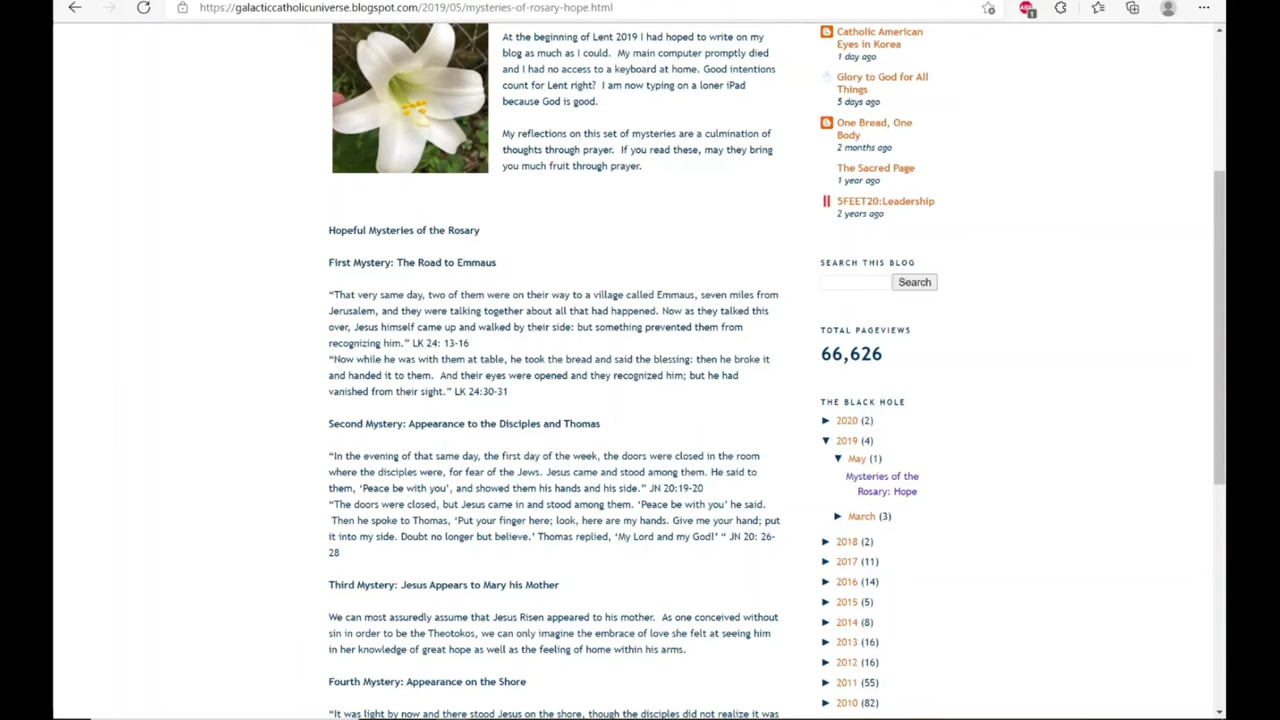 https://galacticcatholicuniverse.blogspot.com/2019/05/mysteries-of-rosary-hope.html
1
At the beginning of Lent 2019 I had hoped to write on my
blog as much as I could.  My main computer promptly died
and I had no access to a keyboard at home. Good intentions
count for Lent right?  I am now typing on a loner iPad
because God is good.
My reflections on this set of mysteries are a culmination of
thoughts through prayer.  If you read these, may they bring
you much fruit through prayer.
Hopeful Mysteries of the Rosary
First Mystery: The Road to Emmaus
“That very same day, two of them were on their way to a village called Emmaus, seven miles from
Jerusalem, and they were talking together about all that had happened. Now as they talked this
over, Jesus himself came up and walked by their side: but something prevented them from
recognizing him.” LK 24: 13-16
“Now while he was with them at table, he took the bread and said the blessing: then he broke it
and handed it to them.  And their eyes were opened and they recognized him; but he had
vanished from their sight.” LK 24:30-31
Second Mystery: Appearance to the Disciples and Thomas
“In the evening of that same day, the first day of the week, the doors were closed in the room
where the disciples were, for fear of the Jews. Jesus came and stood among them. He said to
them, ‘Peace be with you’, and showed them his hands and his side.” JN 20:19-20
“The doors were closed, but Jesus came in and stood among them. ‘Peace be with you” he said.
Then he spoke to Thomas, ‘Put your finger here; look, here are my hands. Give me your hand; put
it into my side. Doubt no longer but believe.’ Thomas replied, ‘My Lord and my God!’ “ JN 20: 26-
28
Third Mystery: Jesus Appears to Mary his Mother
We can most assuredly assume that Jesus Risen appeared to his mother.  As one conceived without
sin in order to be the Theotokos, we can only imagine the embrace of love she felt at seeing him
in her knowledge of great hope as well as the feeling of home within his arms.
Fourth Mystery: Appearance on the Shore
“It was light by now and there stood Jesus on the shore, though the disciples did not realize it was
Catholic American
Eyes in Korea
1 day ago
Glory to God for All
Things
5 days ago
One Bread, One
Body
2 months ago
The Sacred Page
1 year ago
5FEET20:Leadership
2 years ago
SEARCH THIS BLOG
Search
TOTAL PAGEVIEWS
66,626
THE BLACK HOLE
► 2020 (2)
▼ 2019 (4)
▼ May (1)
Mysteries of the
Rosary: Hope
► March (3)
► 2018 (2)
► 2017 (11)
► 2016 (14)
► 2015 (5)
► 2014 (8)
► 2013 (16)
► 2012 (16)
► 2011 (55)
► 2010 (82)